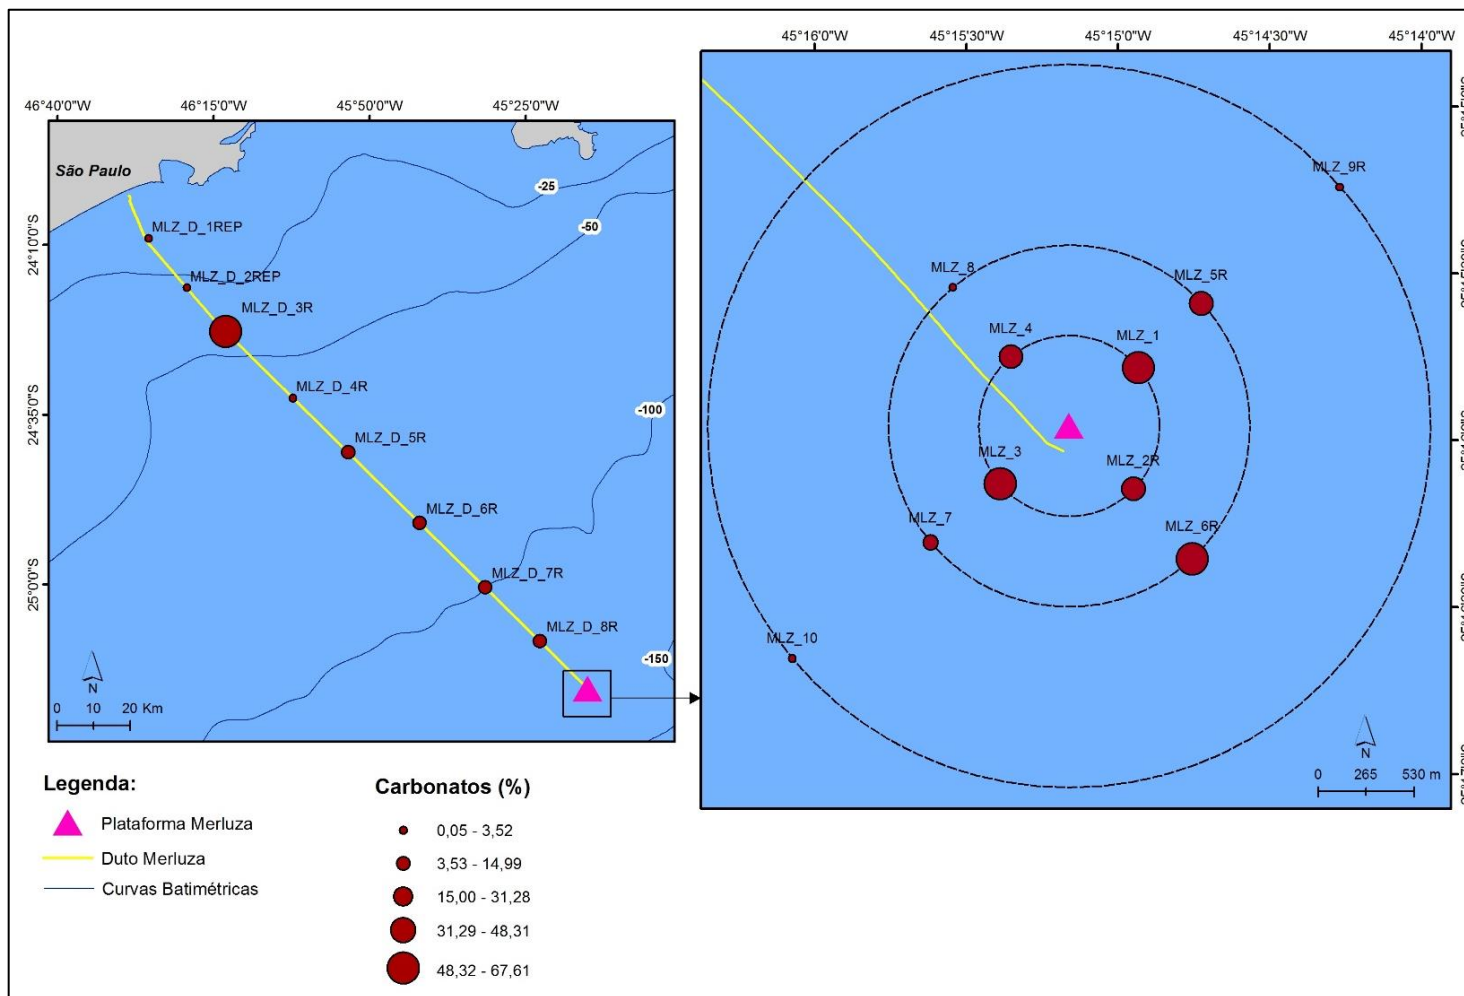 46°40'0"W
46°15'0"W
45°50'0"W
45°25'0"W
24°10'0"S
24°35'0"S
25°0'0"S
São Paulo
-25
-50
-100
-150
MLZ_D_1REP
MLZ_D_2REP
MLZ_D_3R
MLZ_D_4R
MLZ_D_5R
MLZ_D_6R
MLZ_D_7R
MLZ_D_8R
N
0 10 20 Km
45°16'0"W
45°15'30"W
45°15'0"W
45°14'30"W
45°14'0"W
MLZ_9R
MLZ_8
MLZ_5R
MLZ_4
MLZ_1
MLZ_3
MLZ_2R
MLZ_7
MLZ_6R
MLZ_10
N
0 265 530 m
Legenda:
Plataforma Merluza
Duto Merluza
Curvas Batimétricas
Carbonatos (%)
0,05 - 3,52
3,53 - 14,99
15,00 - 31,28
31,29 - 48,31
48,32 - 67,61